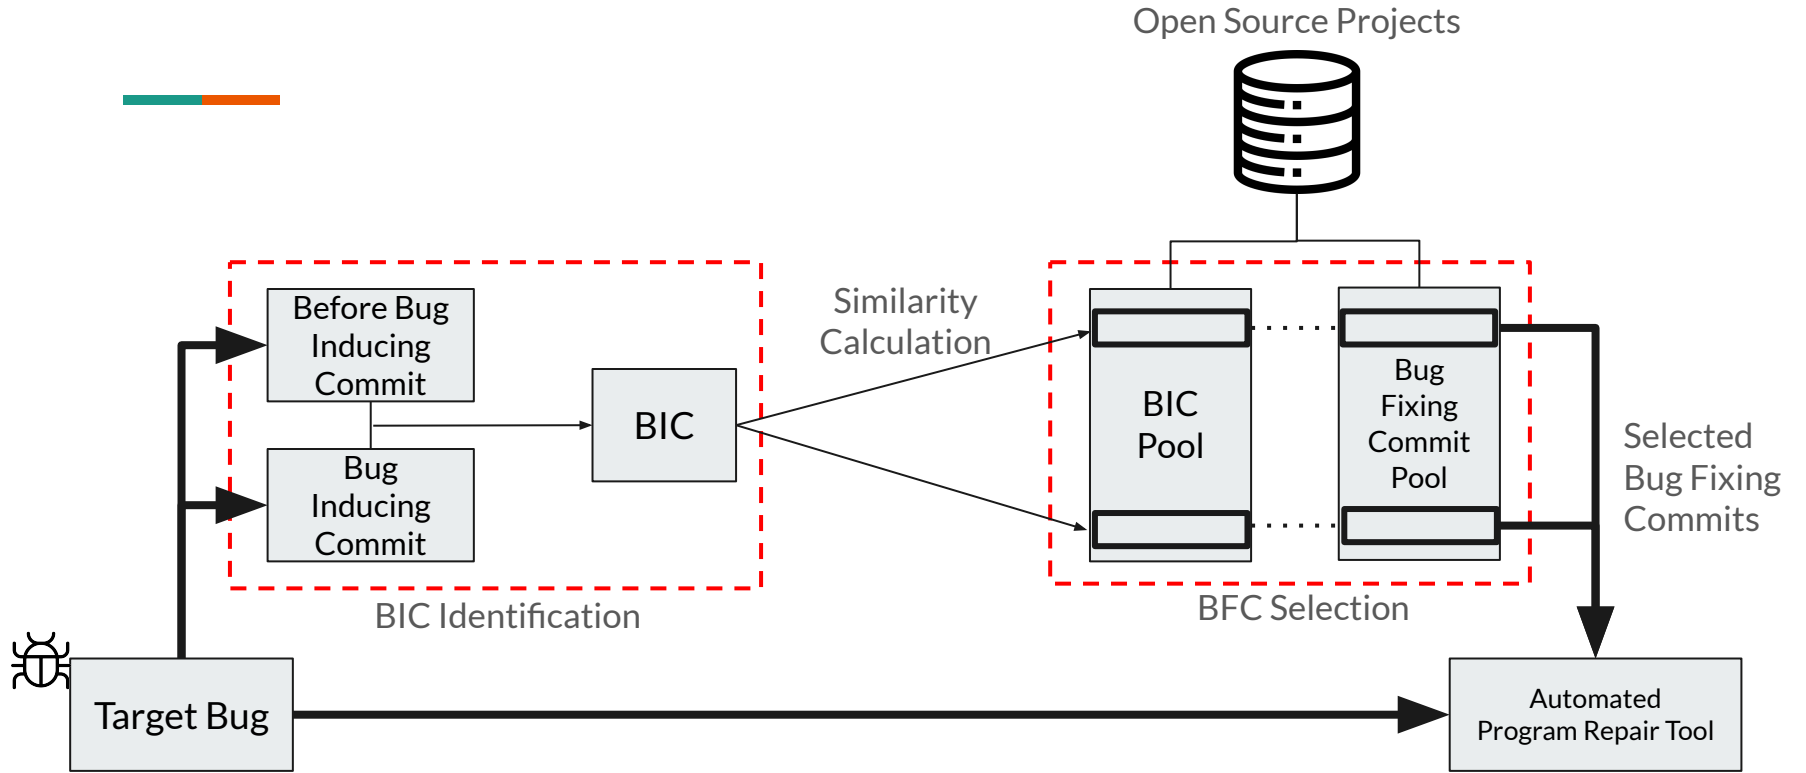 Open Source Projects
Before Bug
Inducing
Commit
Bug
Inducing
Commit
BIC
BIC Identification
Similarity
Calculation
BIC
Pool
Bug
Fixing
Commit
Pool
BFC Selection
Selected
Bug Fixing
Commits
Target Bug
Automated
Program Repair Tool